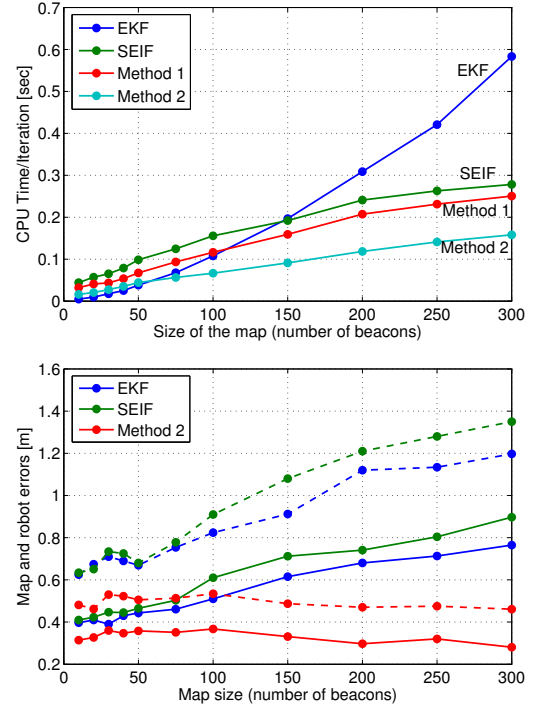 0.7
0.6
0.5
0.4
0.3
0.2
0.1
0
CPU Time/Iteration [sec]
EKF
SEIF
Method 1
Method 2
EKF
SEIF
Method 1
Method 2
0 50 100 150 200 250 300
Size of the map (number of beacons)
1.6
1.4
1.2
1
0.8
0.6
0.4
0.2
Map and robot errors [m]
EKF
SEIF
Method 2
0 50 100 150 200 250 300
Map size (number of beacons)